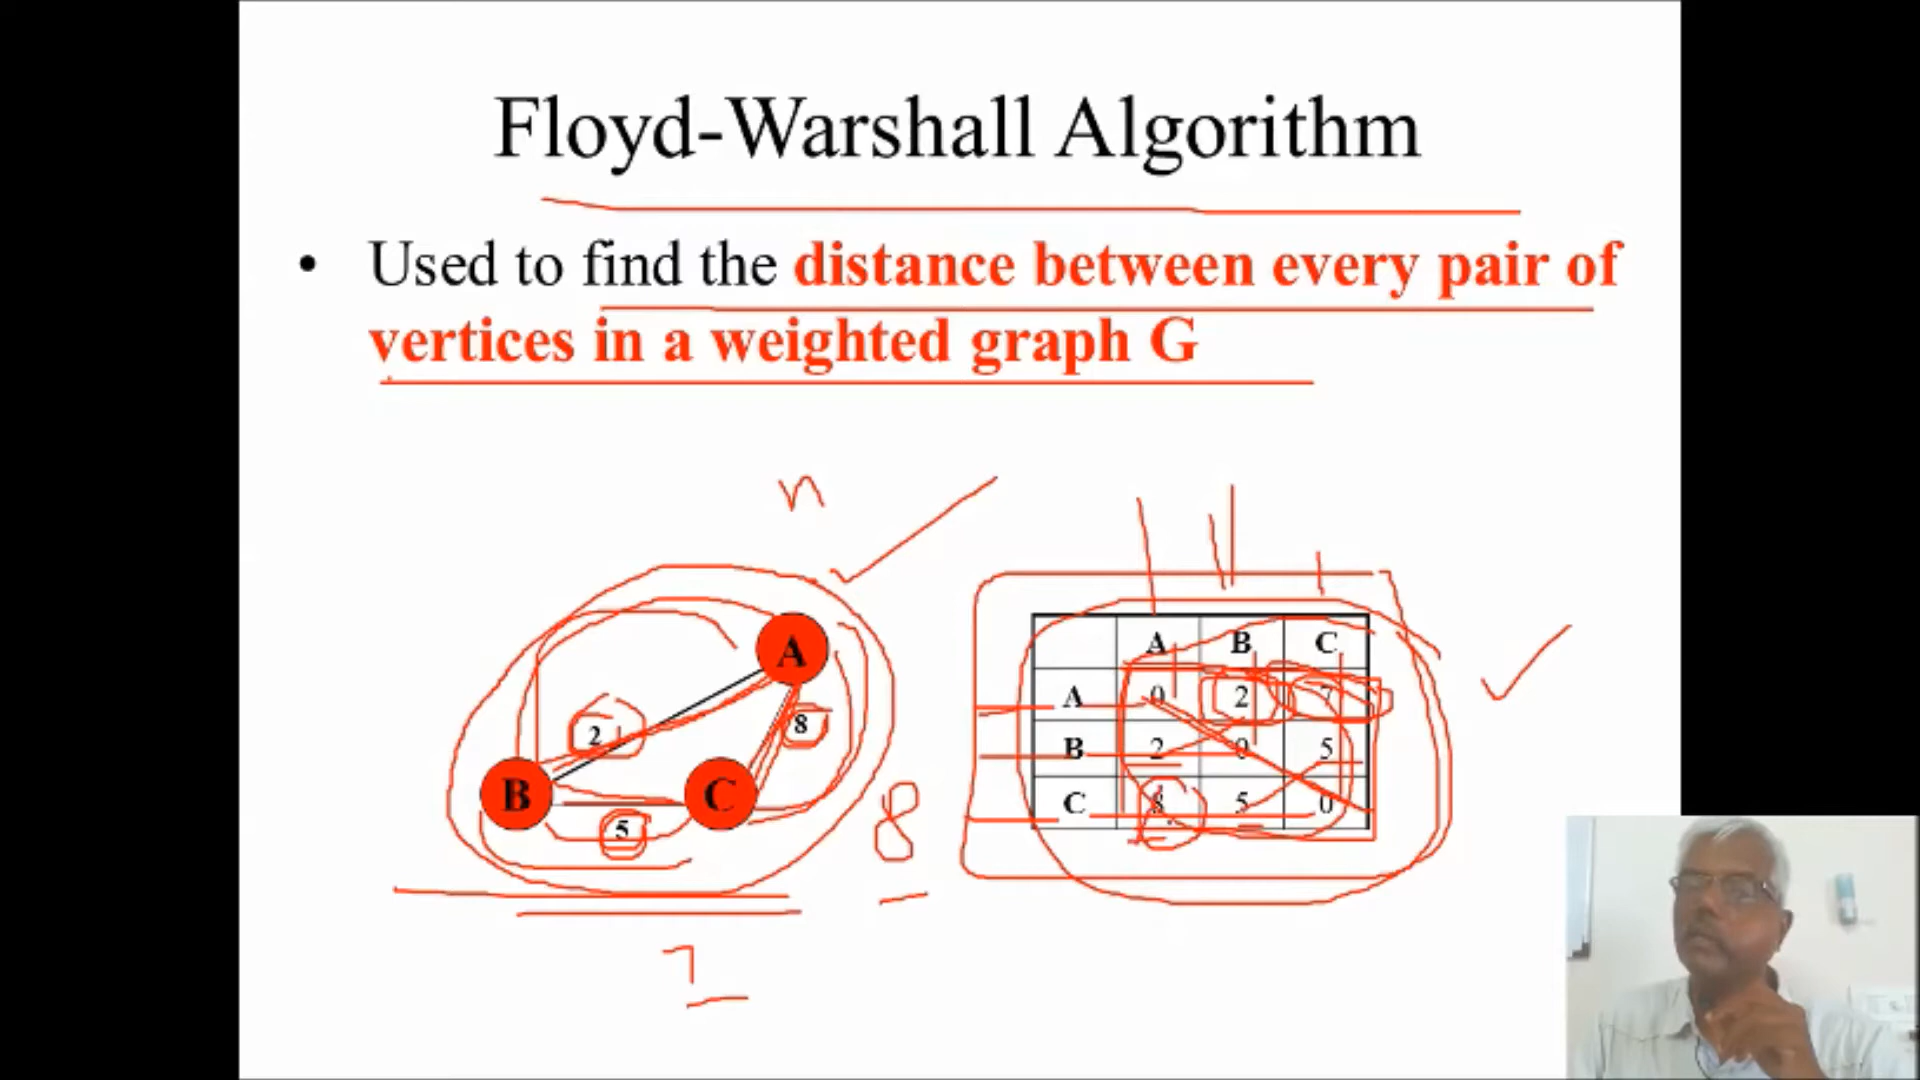 Floyd-Warshall Algorithm
• Used to find the distance between every pair of
vertices in a weighted graph G
n
A
2
8
B
C
5
8
7
A B C
A 0 2 7
B 2 0 5
C 8 5 0